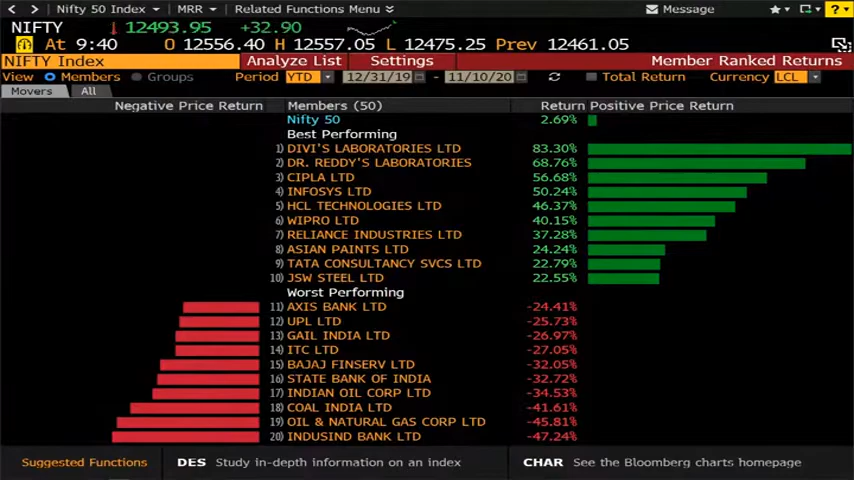 Nifty 50 Index MRR Related Functions Menu Message ?
NIFTY 12493.95 +32.90
At 9:40 O 12556.40 H 12557.05 L 12475.25 Prev 12461.05
NIFTY Index Analyze List Settings Member Ranked Returns
View Members Groups Period YTD 12/31/19 - 11/10/20 Total Return Currency LCL
Movers All
Negative Price Return Members (50) Return Positive Price Return
Nifty 50 2.69%
Best Performing
1) DIVI'S LABORATORIES LTD 83.30%
2) DR. REDDY'S LABORATORIES 68.76%
3) CIPLA LTD 56.68%
4) INFOSYS LTD 50.24%
5) HCL TECHNOLOGIES LTD 46.37%
6) WIPRO LTD 40.15%
7) RELIANCE INDUSTRIES LTD 37.28%
8) ASIAN PAINTS LTD 24.24%
9) TATA CONSULTANCY SVCS LTD 22.79%
10) JSW STEEL LTD 22.55%
Worst Performing
11) AXIS BANK LTD -24.41%
12) UPL LTD -25.73%
13) GAIL INDIA LTD -26.97%
14) ITC LTD -27.05%
15) BAJAJ FINSERV LTD -32.05%
16) STATE BANK OF INDIA -32.72%
17) INDIAN OIL CORP LTD -34.53%
18) COAL INDIA LTD -41.61%
19) OIL & NATURAL GAS CORP LTD -45.81%
20) INDUSIND BANK LTD -47.24%
Suggested Functions DES Study in-depth information on an index CHAR See the Bloomberg charts homepage